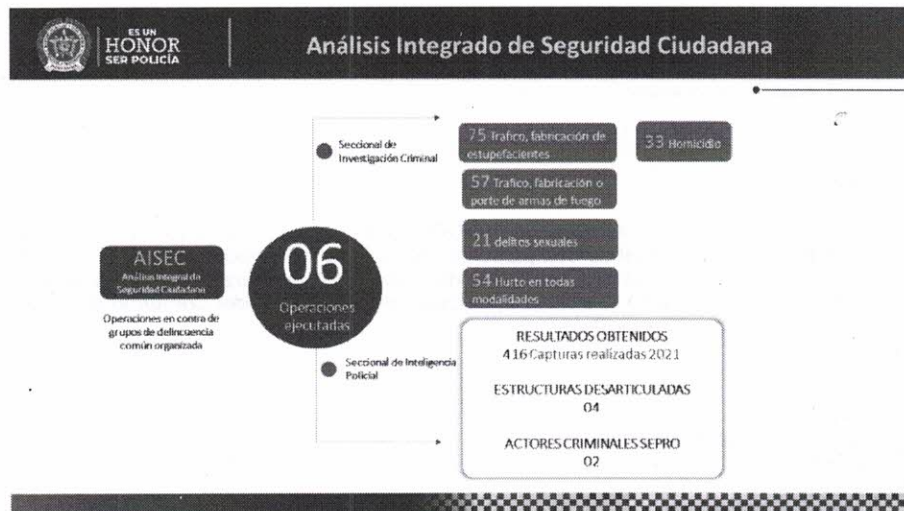 ES UN
HONOR
SER POLICÍA
Análisis Integrado de Seguridad Ciudadana
Seccional de
Investigación Criminal
75 Trafico, fabricación de
estupefacientes
33 Homicidio
57 Trafico, fabricación o
porte de armas de fuego
21 delitos sexuales
54 Hurto en todas
modalidades
AISEC
Análisis Integral de
Seguridad Ciudadana
Operaciones en contra de
grupos de delincuencia
común organizada
06
Operaciones
ejecutadas
Seccional de Inteligencia
Policial
RESULTADOS OBTENIDOS
416 Capturas realizadas 2021
ESTRUCTURAS DESARTICULADAS
04
ACTORES CRIMINALES SEPRO
02